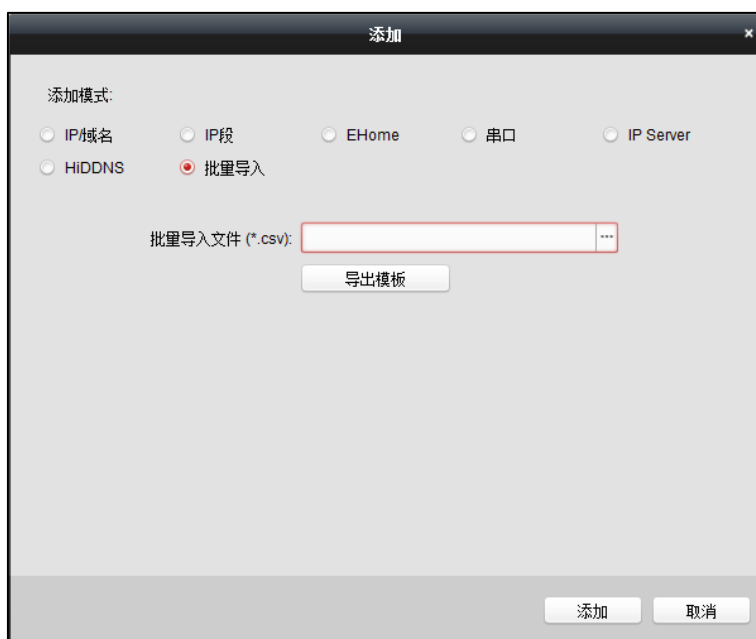 添加
添加模式:
IP/域名 IP段 EHome 串口 IP Server
HiDDNS 批量导入
批量导入文件 (*.csv):
导出模板
添加 取消